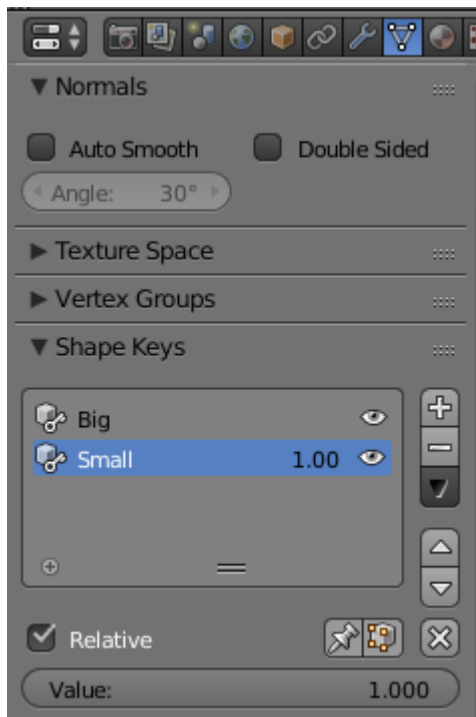 Normals
Auto Smooth Double Sided
Angle: 30°
Texture Space
Vertex Groups
Shape Keys
Big
Small 1.00
Relative
Value: 1.000